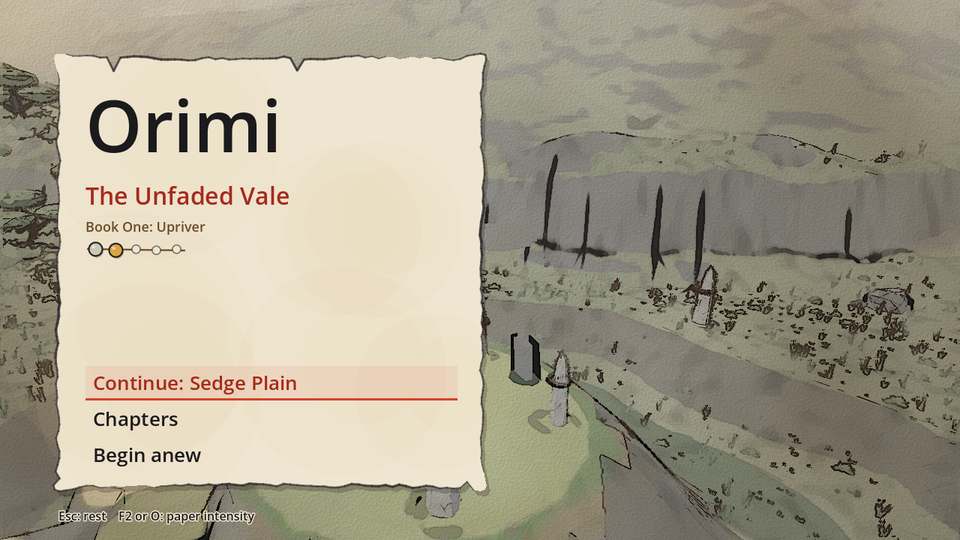 Orimi
The Unfaded Vale
Book One: Upriver
Continue: Sedge Plain
Chapters
Begin anew
Esc: rest F2 or O: paper intensity